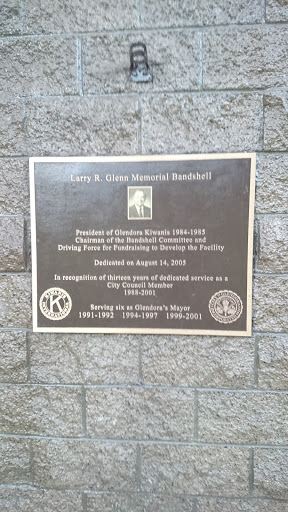 Larry R. Glenn Memorial Bandshell
President of Glendora Kiwanis 1984-1985
Chairman of the Bandshell Committee and
Driving Force for Fundraising to Develop the Facility
Dedicated on August 14, 2005
In recognition of thirteen years of dedicated service as a
City Council Member
1988-2001
Serving six as Glendora's Mayor
1991-1992 1994-1997 1999-2001
K